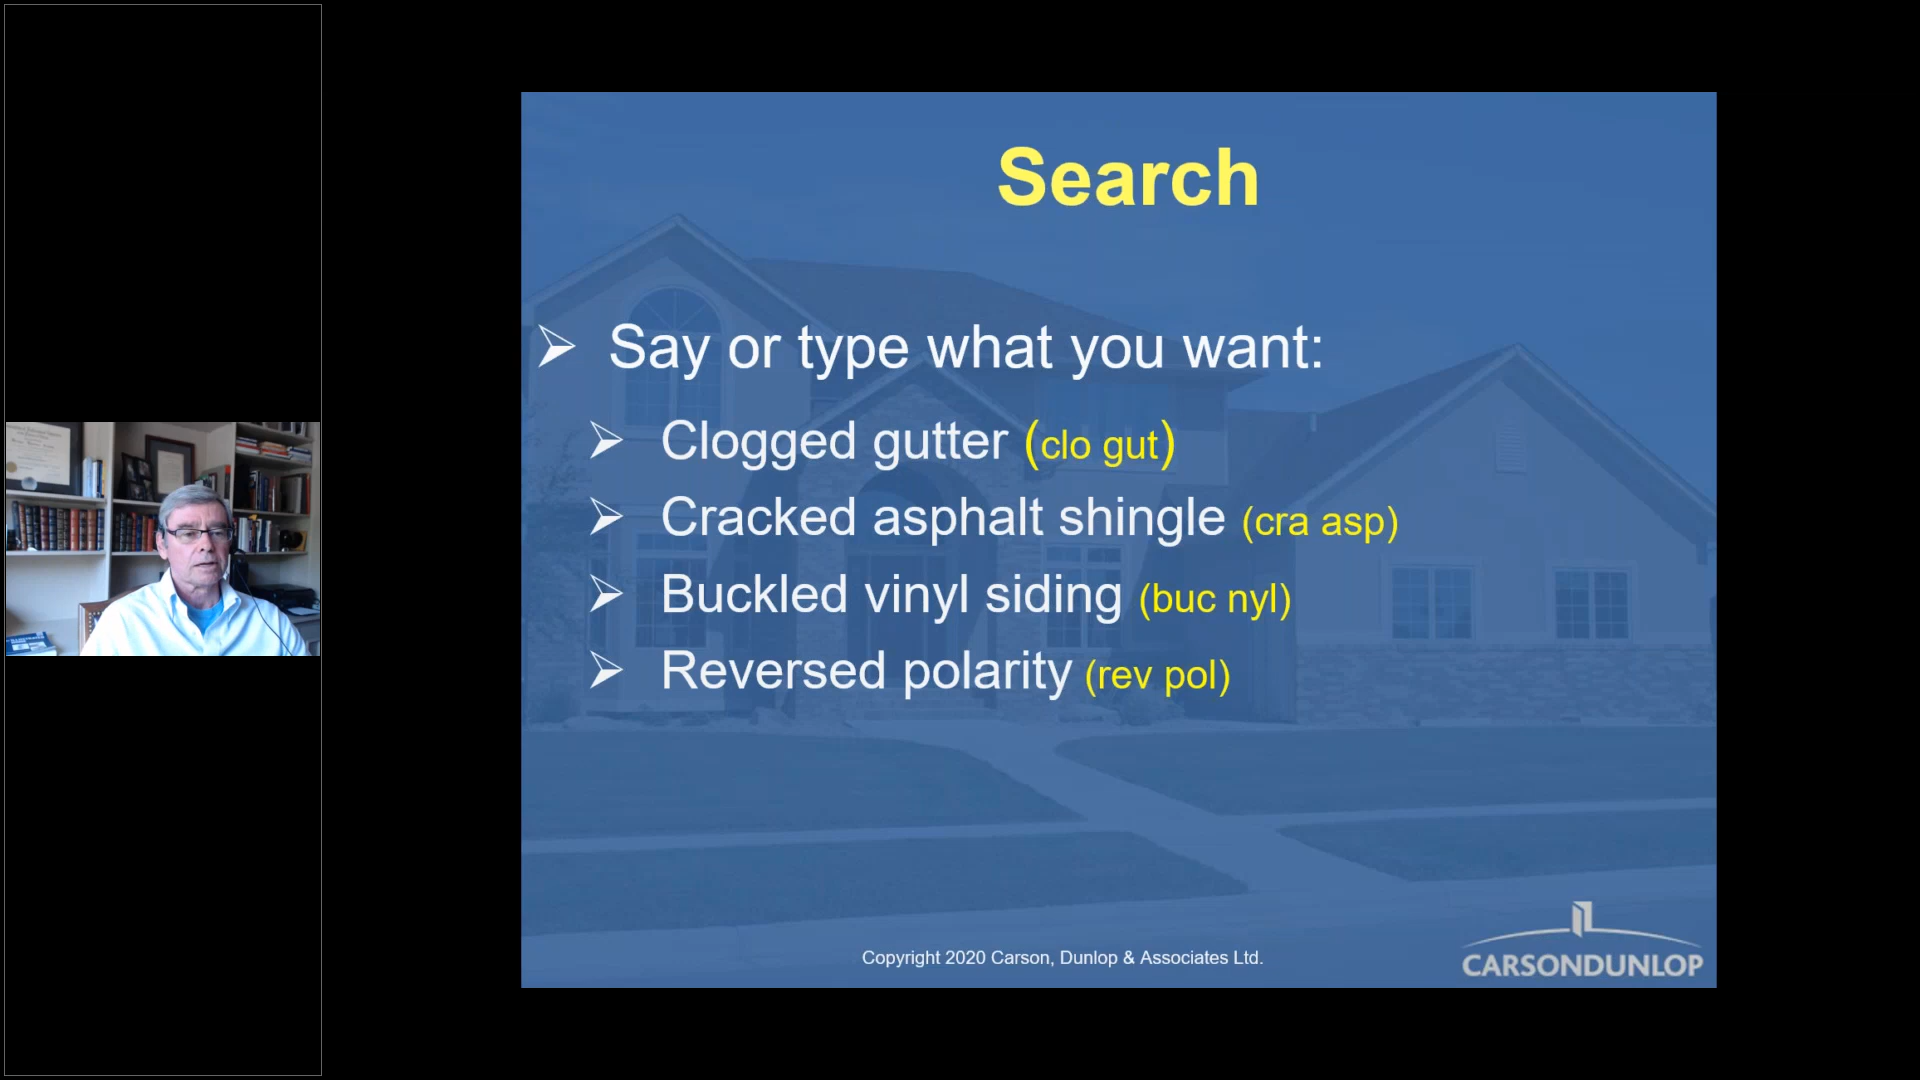 Search
Say or type what you want:
Clogged gutter (clo gut)
Cracked asphalt shingle (cra asp)
Buckled vinyl siding (buc nyl)
Reversed polarity (rev pol)
Copyright 2020 Carson, Dunlop & Associates Ltd.
CARSONDUNLOP